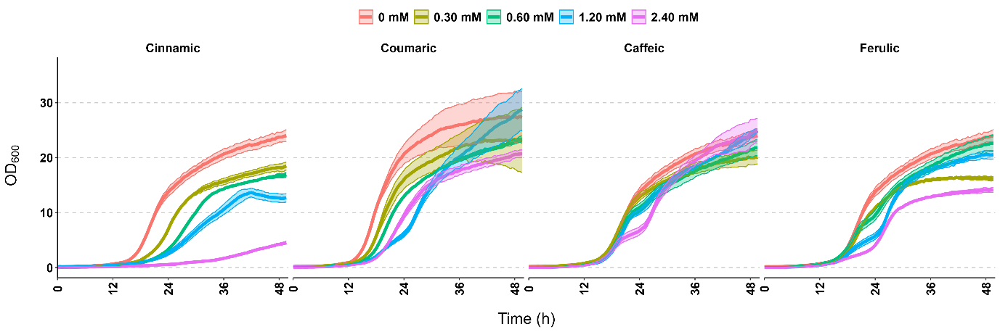 0 mM 0.30 mM 0.60 mM 1.20 mM 2.40 mM
Cinnamic Coumaric Caffeic Ferulic
OD600
30
20
10
0
0 12 24 36 48 0 12 24 36 48 0 12 24 36 48 0 12 24 36 48
Time (h)